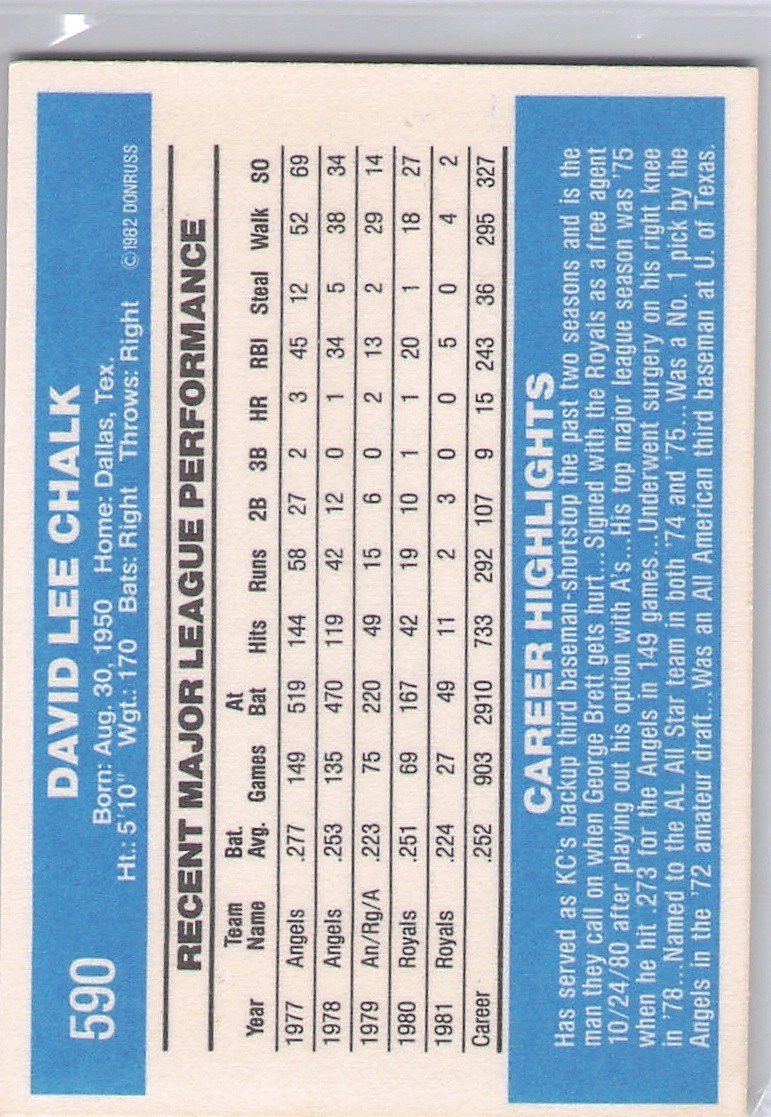 590
DAVID LEE CHALK
Born: Aug. 30, 1950 Home: Dallas, Tex.
Ht.: 5'10" Wgt.: 170 Bats: Right Throws: Right ©1982 DONRUSS
RECENT MAJOR LEAGUE PERFORMANCE
Year Team Name Bat. Avg. Games At Bat Hits Runs 2B 3B HR RBI Steal Walk SO
1977 Angels .277 149 519 144 58 27 2 3 45 12 52 69
1978 Angels .253 135 470 119 42 12 0 1 34 5 38 34
1979 An/Rg/A .223 75 220 49 15 6 0 2 13 2 29 14
1980 Royals .251 69 167 42 19 10 1 1 20 1 18 27
1981 Royals .224 27 49 11 2 3 0 0 5 0 4 2
Career .252 903 2910 733 292 107 9 15 243 36 295 327
CAREER HIGHLIGHTS
Has served as KC's backup third baseman-shortstop the past two seasons and is the
man they call on when George Brett gets hurt...Signed with the Royals as a free agent
10/24/80 after playing out his option with A's...His top major league season was '75
when he hit .273 for the Angels in 149 games...Underwent surgery on his right knee
in '78...Named to the AL All Star team in both '74 and '75...Was a No. 1 pick by the
Angels in the '72 amateur draft...Was an All American third baseman at U. of Texas.